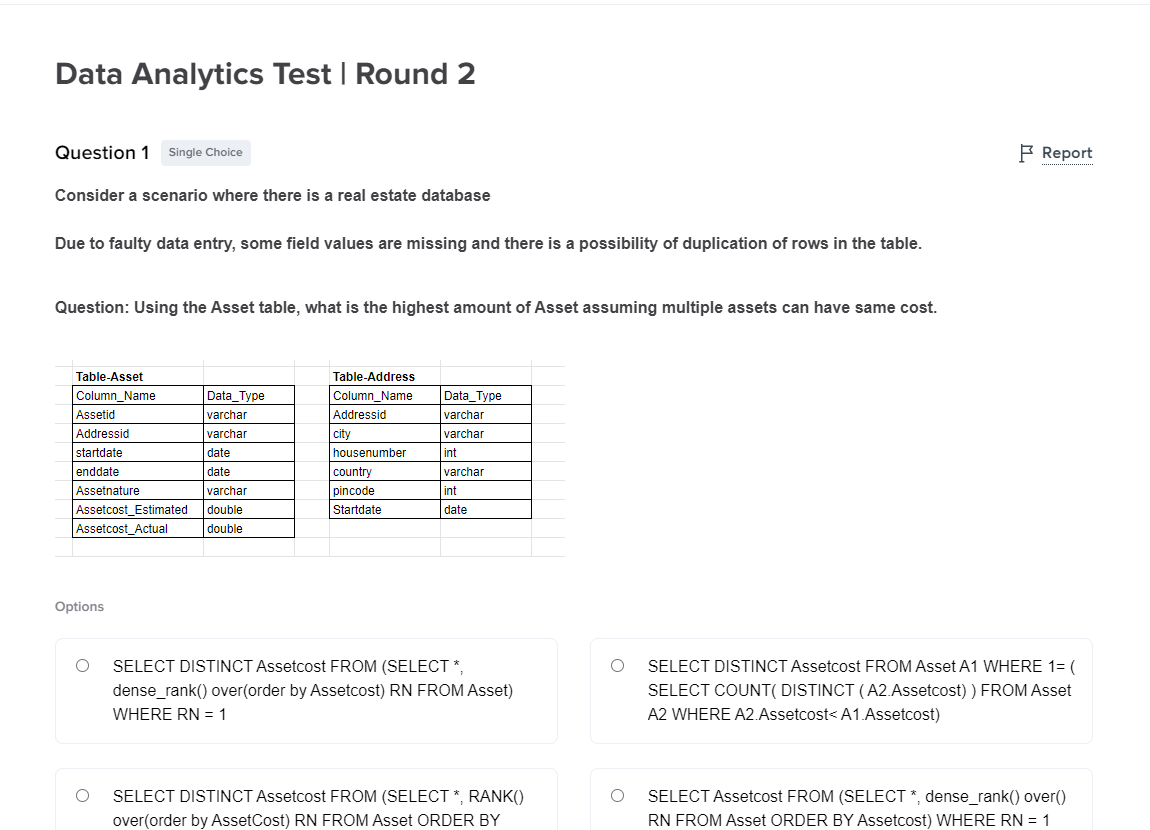 Data Analytics Test | Round 2
Question 1 Single Choice Report
Consider a scenario where there is a real estate database
Due to faulty data entry, some field values are missing and there is a possibility of duplication of rows in the table.
Question: Using the Asset table, what is the highest amount of Asset assuming multiple assets can have same cost.
Table-Asset
Column_Name Data_Type
Assetid varchar
Addressid varchar
startdate date
enddate date
Assetnature varchar
Assetcost_Estimated double
Assetcost_Actual double
Table-Address
Column_Name Data_Type
Addressid varchar
city varchar
housenumber int
country varchar
pincode int
Startdate date
Options
SELECT DISTINCT Assetcost FROM (SELECT *,
dense_rank() over(order by Assetcost) RN FROM Asset)
WHERE RN = 1
SELECT DISTINCT Assetcost FROM Asset A1 WHERE 1= (
SELECT COUNT( DISTINCT ( A2.Assetcost) ) FROM Asset
A2 WHERE A2.Assetcost< A1.Assetcost)
SELECT DISTINCT Assetcost FROM (SELECT *, RANK()
over(order by AssetCost) RN FROM Asset ORDER BY
SELECT Assetcost FROM (SELECT *, dense_rank() over()
RN FROM Asset ORDER BY Assetcost) WHERE RN = 1